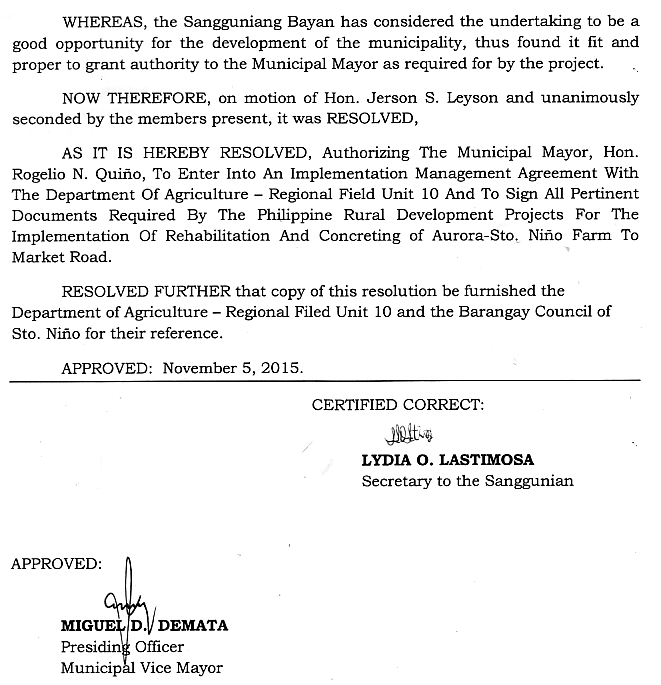 WHEREAS, the Sangguniang Bayan has considered the undertaking to be a
good opportunity for the development of the municipality, thus found it fit and
proper to grant authority to the Municipal Mayor as required for by the project.
NOW THEREFORE, on motion of Hon. Jerson S. Leyson and unanimously
seconded by the members present, it was RESOLVED,
AS IT IS HEREBY RESOLVED, Authorizing The Municipal Mayor, Hon.
Rogelio N. Quiño, To Enter Into An Implementation Management Agreement With
The Department Of Agriculture – Regional Field Unit 10 And To Sign All Pertinent
Documents Required By The Philippine Rural Development Projects For The
Implementation Of Rehabilitation And Concreting of Aurora-Sto. Niño Farm To
Market Road.
RESOLVED FURTHER that copy of this resolution be furnished the
Department of Agriculture – Regional Filed Unit 10 and the Barangay Council of
Sto. Niño for their reference.
APPROVED: November 5, 2015.
CERTIFIED CORRECT:
LYDIA O. LASTIMOSA
Secretary to the Sanggunian
APPROVED:
MIGUEL D. DEMATA
Presiding Officer
Municipal Vice Mayor